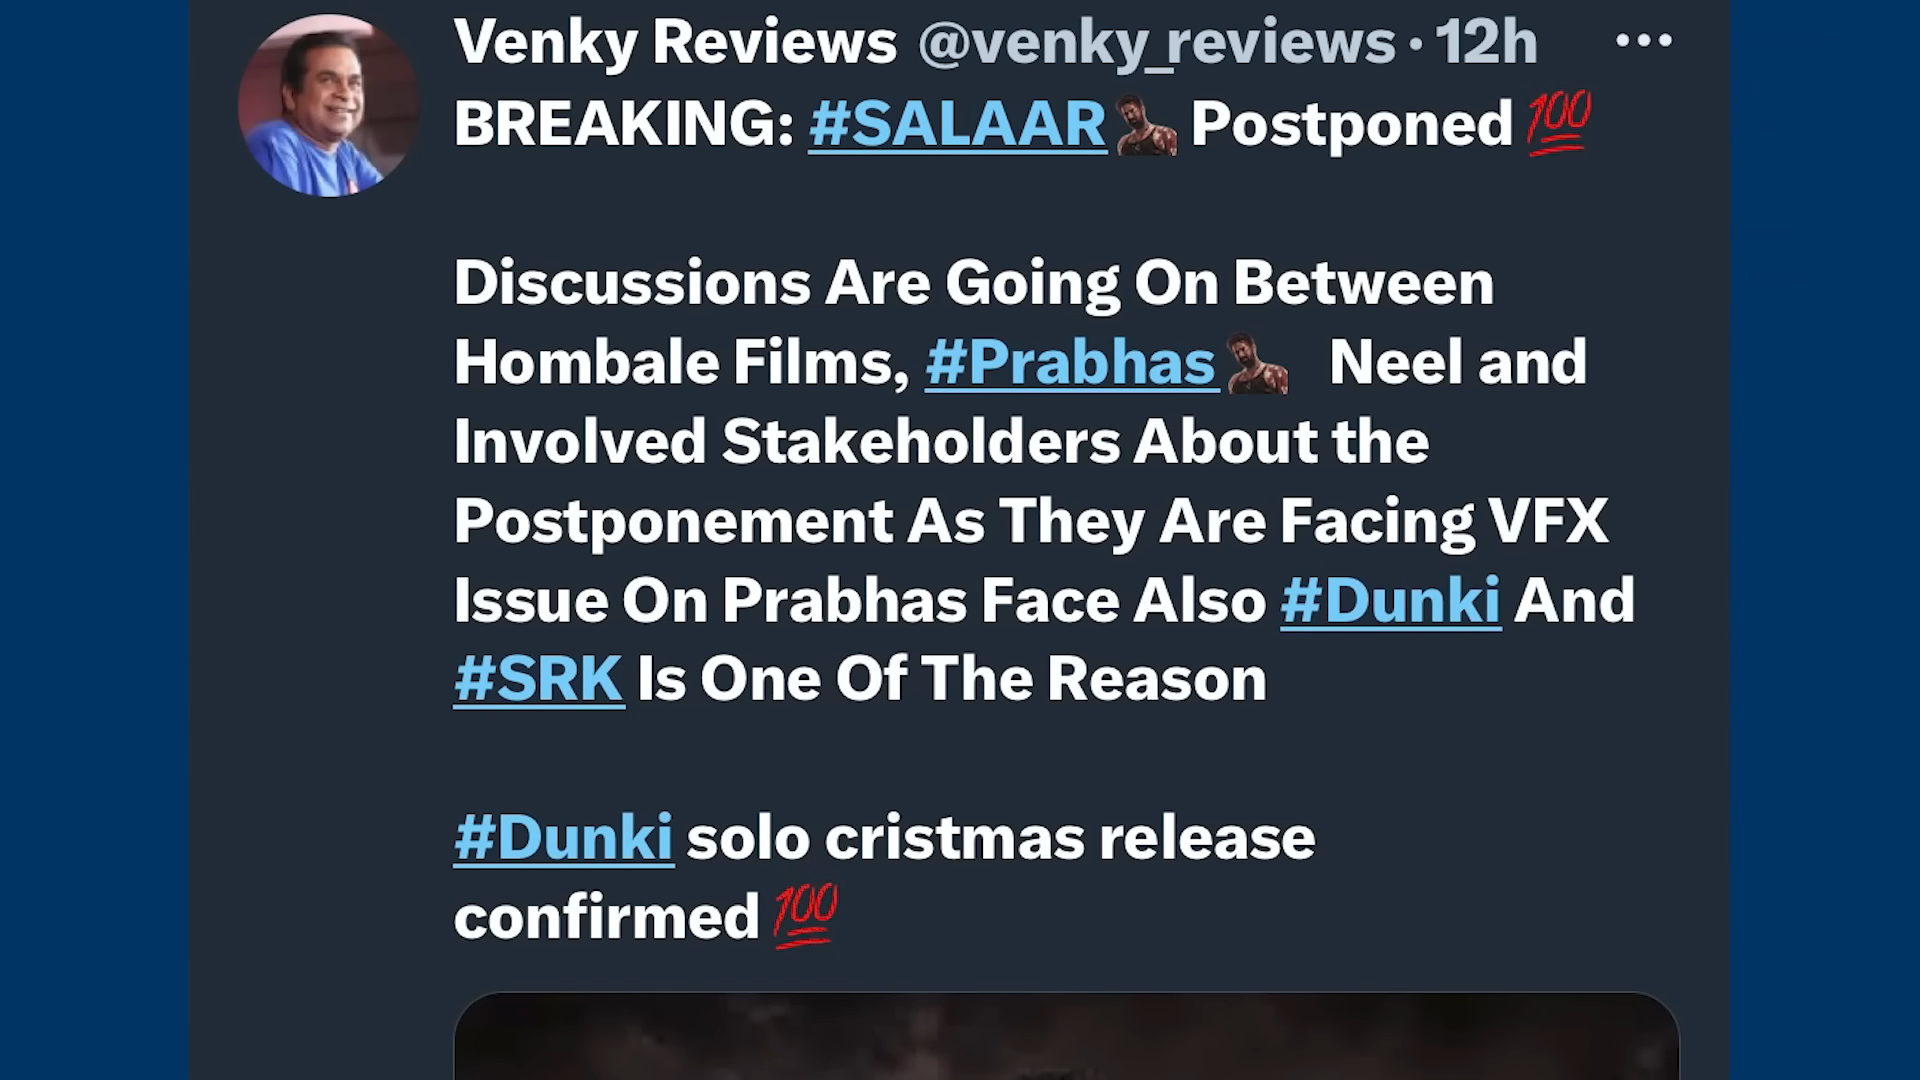 Venky Reviews @venky_reviews · 12h
BREAKING: #SALAAR Postponed 💯
Discussions Are Going On Between
Hombale Films, #Prabhas Neel and
Involved Stakeholders About the
Postponement As They Are Facing VFX
Issue On Prabhas Face Also #Dunki And
#SRK Is One Of The Reason
#Dunki solo cristmas release
confirmed 💯